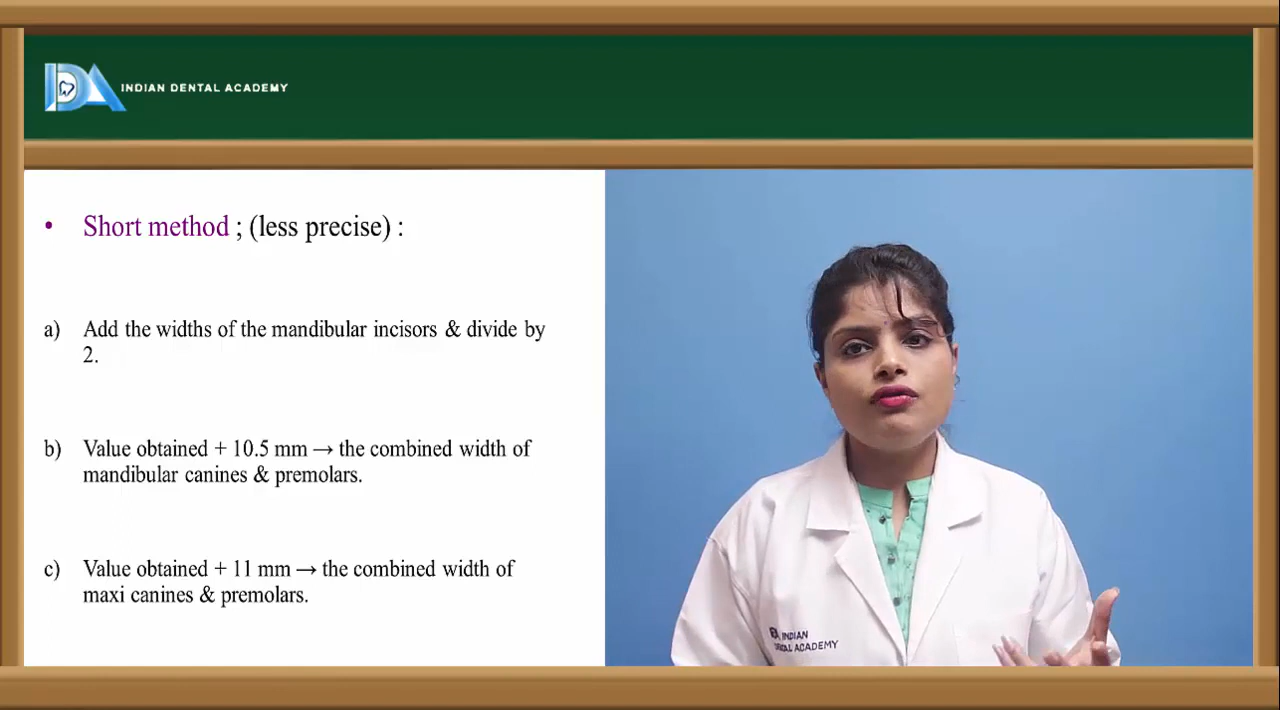 INDIAN DENTAL ACADEMY
• Short method ; (less precise) :
a) Add the widths of the mandibular incisors & divide by
2.
b) Value obtained + 10.5 mm → the combined width of
mandibular canines & premolars.
c) Value obtained + 11 mm → the combined width of
maxi canines & premolars.
INDIAN
DENTAL ACADEMY